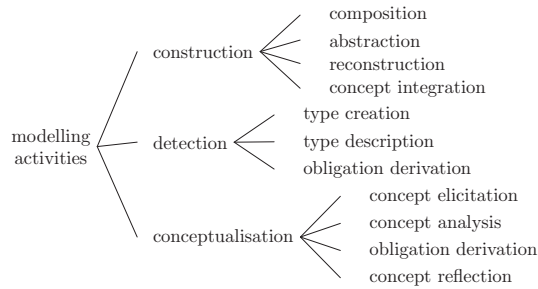 modelling
activities
construction
composition
abstraction
reconstruction
concept integration
detection
type creation
type description
obligation derivation
conceptualisation
concept elicitation
concept analysis
obligation derivation
concept reflection